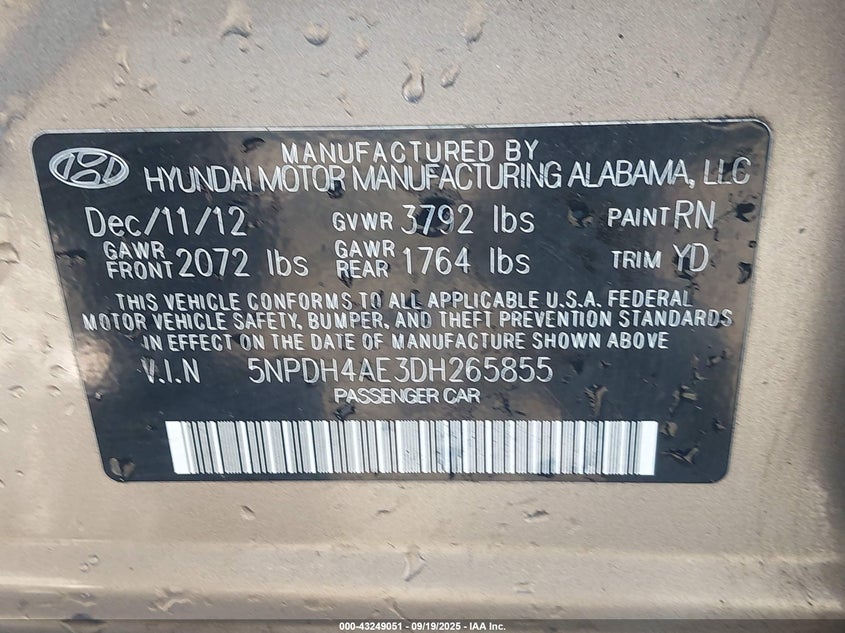 MANUFACTURED BY
HYUNDAI MOTOR MANUFACTURING ALABAMA, LLC
Dec/11/12 GVWR 3792 lbs PAINT RN
GAWR FRONT 2072 lbs GAWR REAR 1764 lbs TRIM YD
THIS VEHICLE CONFORMS TO ALL APPLICABLE U.S.A. FEDERAL
MOTOR VEHICLE SAFETY, BUMPER, AND THEFT PREVENTION STANDARDS
IN EFFECT ON THE DATE OF MANUFACTURE SHOWN ABOVE
V.I.N 5NPDH4AE3DH265855
PASSENGER CAR
000-43249051 - 09/19/2025 - IAA Inc.